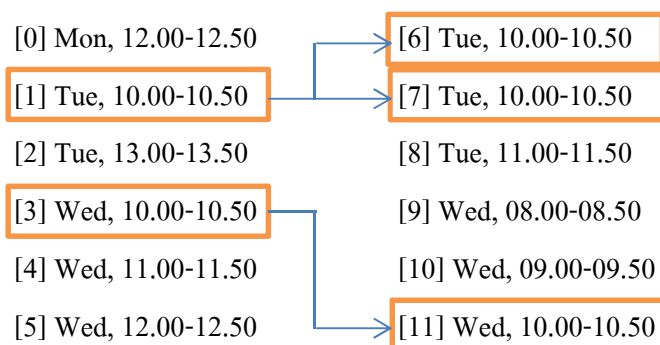 [0] Mon, 12.00-12.50
[1] Tue, 10.00-10.50
[2] Tue, 13.00-13.50
[3] Wed, 10.00-10.50
[4] Wed, 11.00-11.50
[5] Wed, 12.00-12.50
[6] Tue, 10.00-10.50
[7] Tue, 10.00-10.50
[8] Tue, 11.00-11.50
[9] Wed, 08.00-08.50
[10] Wed, 09.00-09.50
[11] Wed, 10.00-10.50